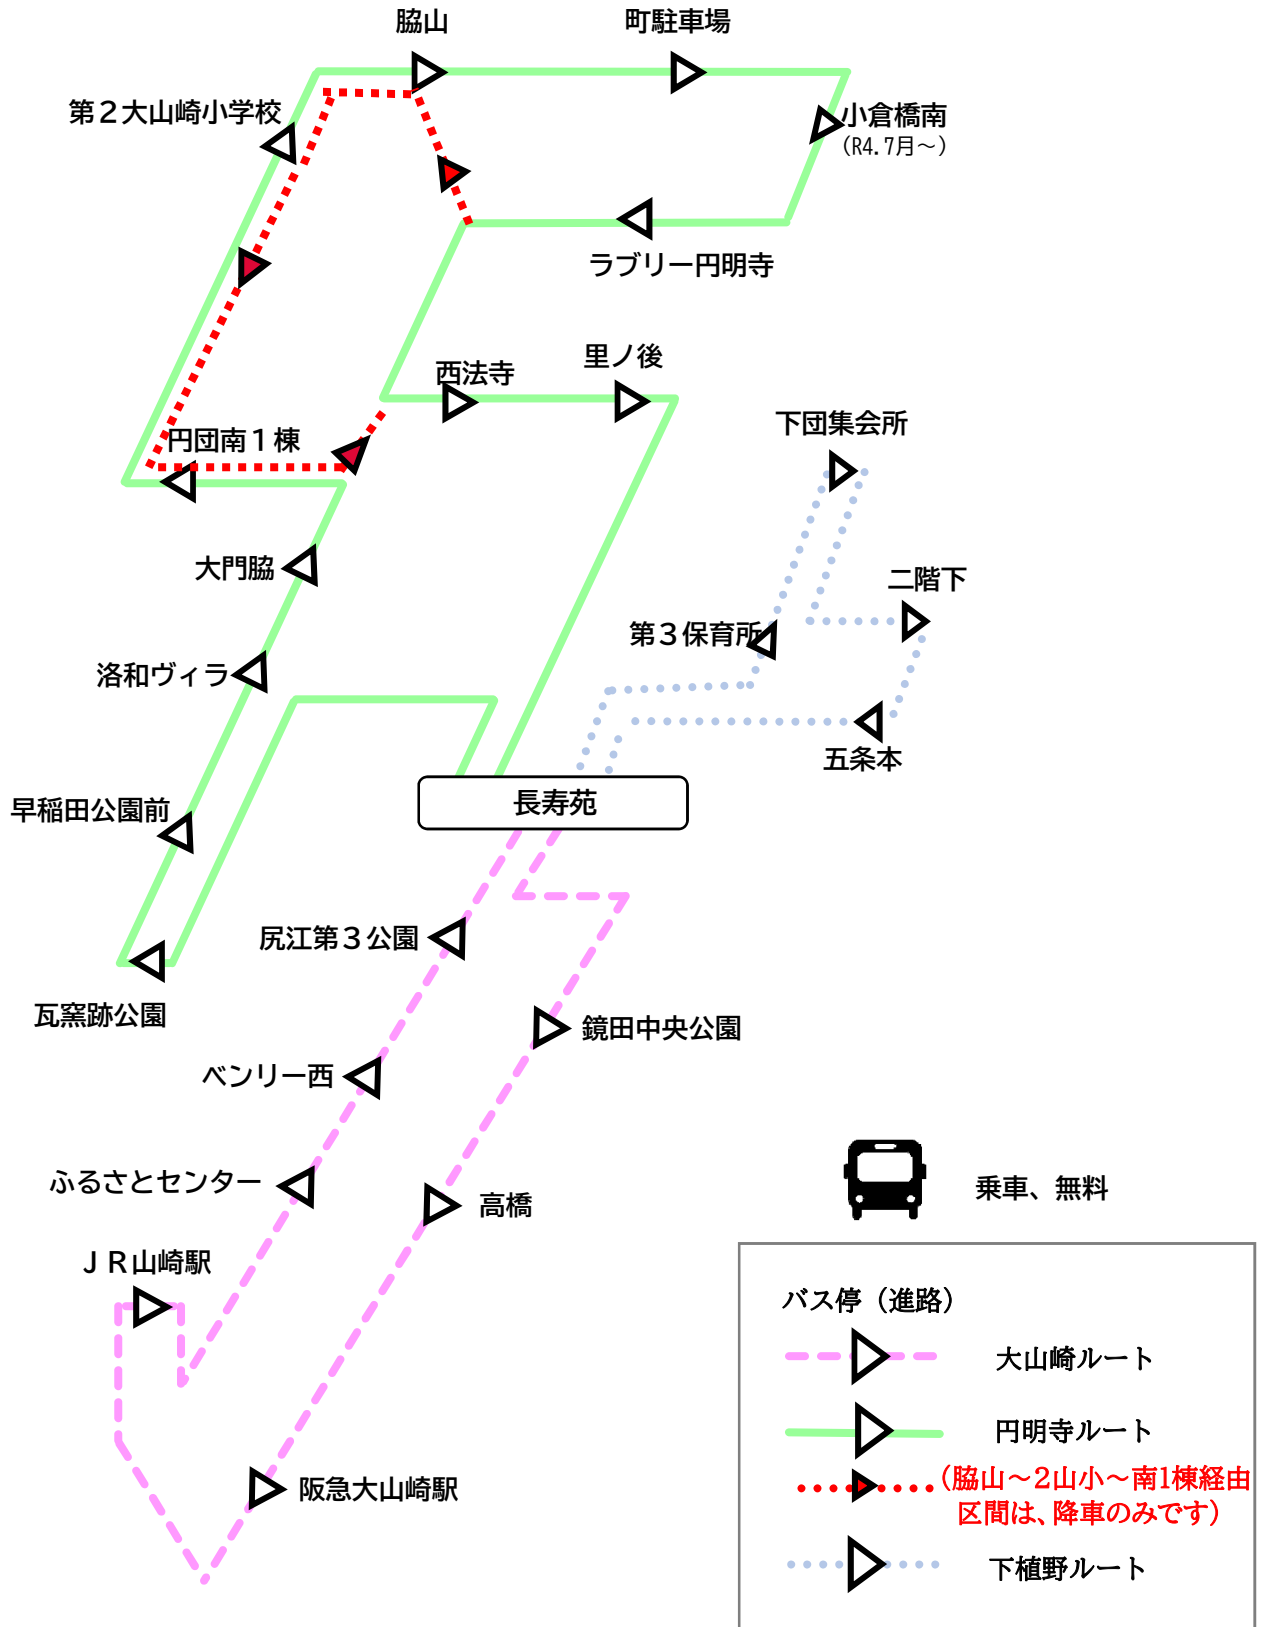 脇山
町駐車場
第２大山崎小学校
小倉橋南
（R4.7月～）
ラブリー円明寺
西法寺
里ノ後
下団集会所
円団南１棟
大門脇
二階下
第３保育所
洛和ヴィラ
五条本
長寿苑
早稲田公園前
尻江第３公園
瓦窯跡公園
鏡田中央公園
ベンリー西
ふるさとセンター
高橋
乗車、無料
ＪＲ山崎駅
バス停（進路）
大山崎ルート
円明寺ルート
（脇山～2山小～南1棟経由
区間は、降車のみです）
阪急大山崎駅
下植野ルート